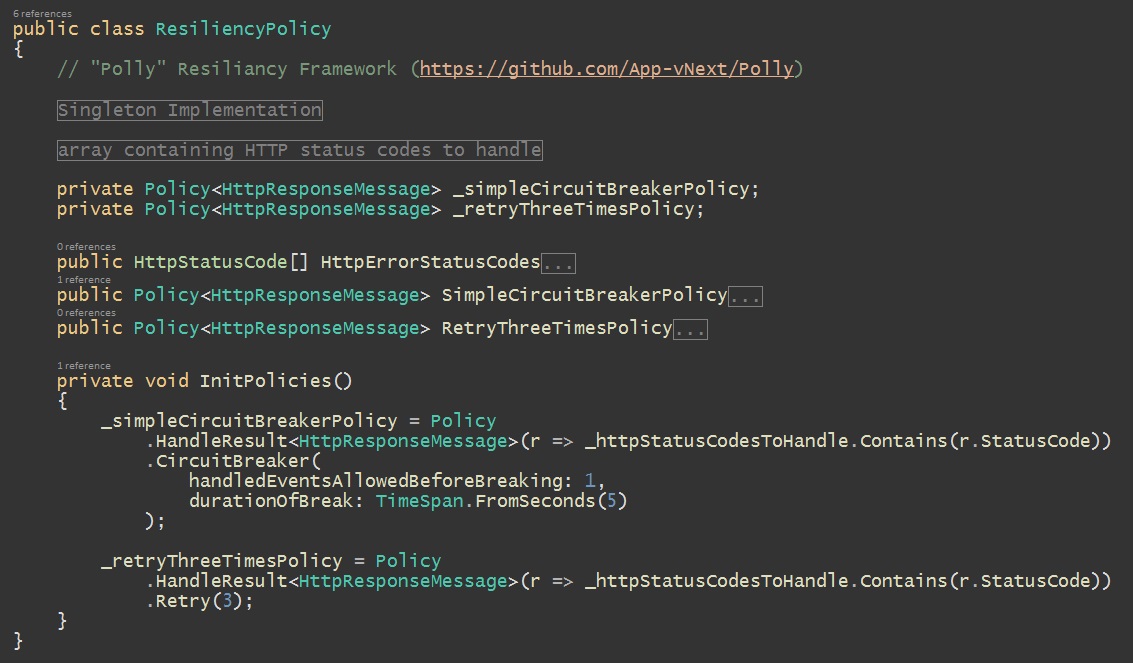 6 references
public class ResiliencyPolicy
{
// "Polly" Resiliancy Framework (https://github.com/App-vNext/Polly)
Singleton Implementation
array containing HTTP status codes to handle
private Policy<HttpResponseMessage> _simpleCircuitBreakerPolicy;
private Policy<HttpResponseMessage> _retryThreeTimesPolicy;
0 references
public HttpStatusCode[] HttpErrorStatusCodes...
1 reference
public Policy<HttpResponseMessage> SimpleCircuitBreakerPolicy...
0 references
public Policy<HttpResponseMessage> RetryThreeTimesPolicy...
1 reference
private void InitPolicies()
{
_simpleCircuitBreakerPolicy = Policy
.HandleResult<HttpResponseMessage>(r => _httpStatusCodesToHandle.Contains(r.StatusCode))
.CircuitBreaker(
handledEventsAllowedBeforeBreaking: 1,
durationOfBreak: TimeSpan.FromSeconds(5)
);
_retryThreeTimesPolicy = Policy
.HandleResult<HttpResponseMessage>(r => _httpStatusCodesToHandle.Contains(r.StatusCode))
.Retry(3);
}
}